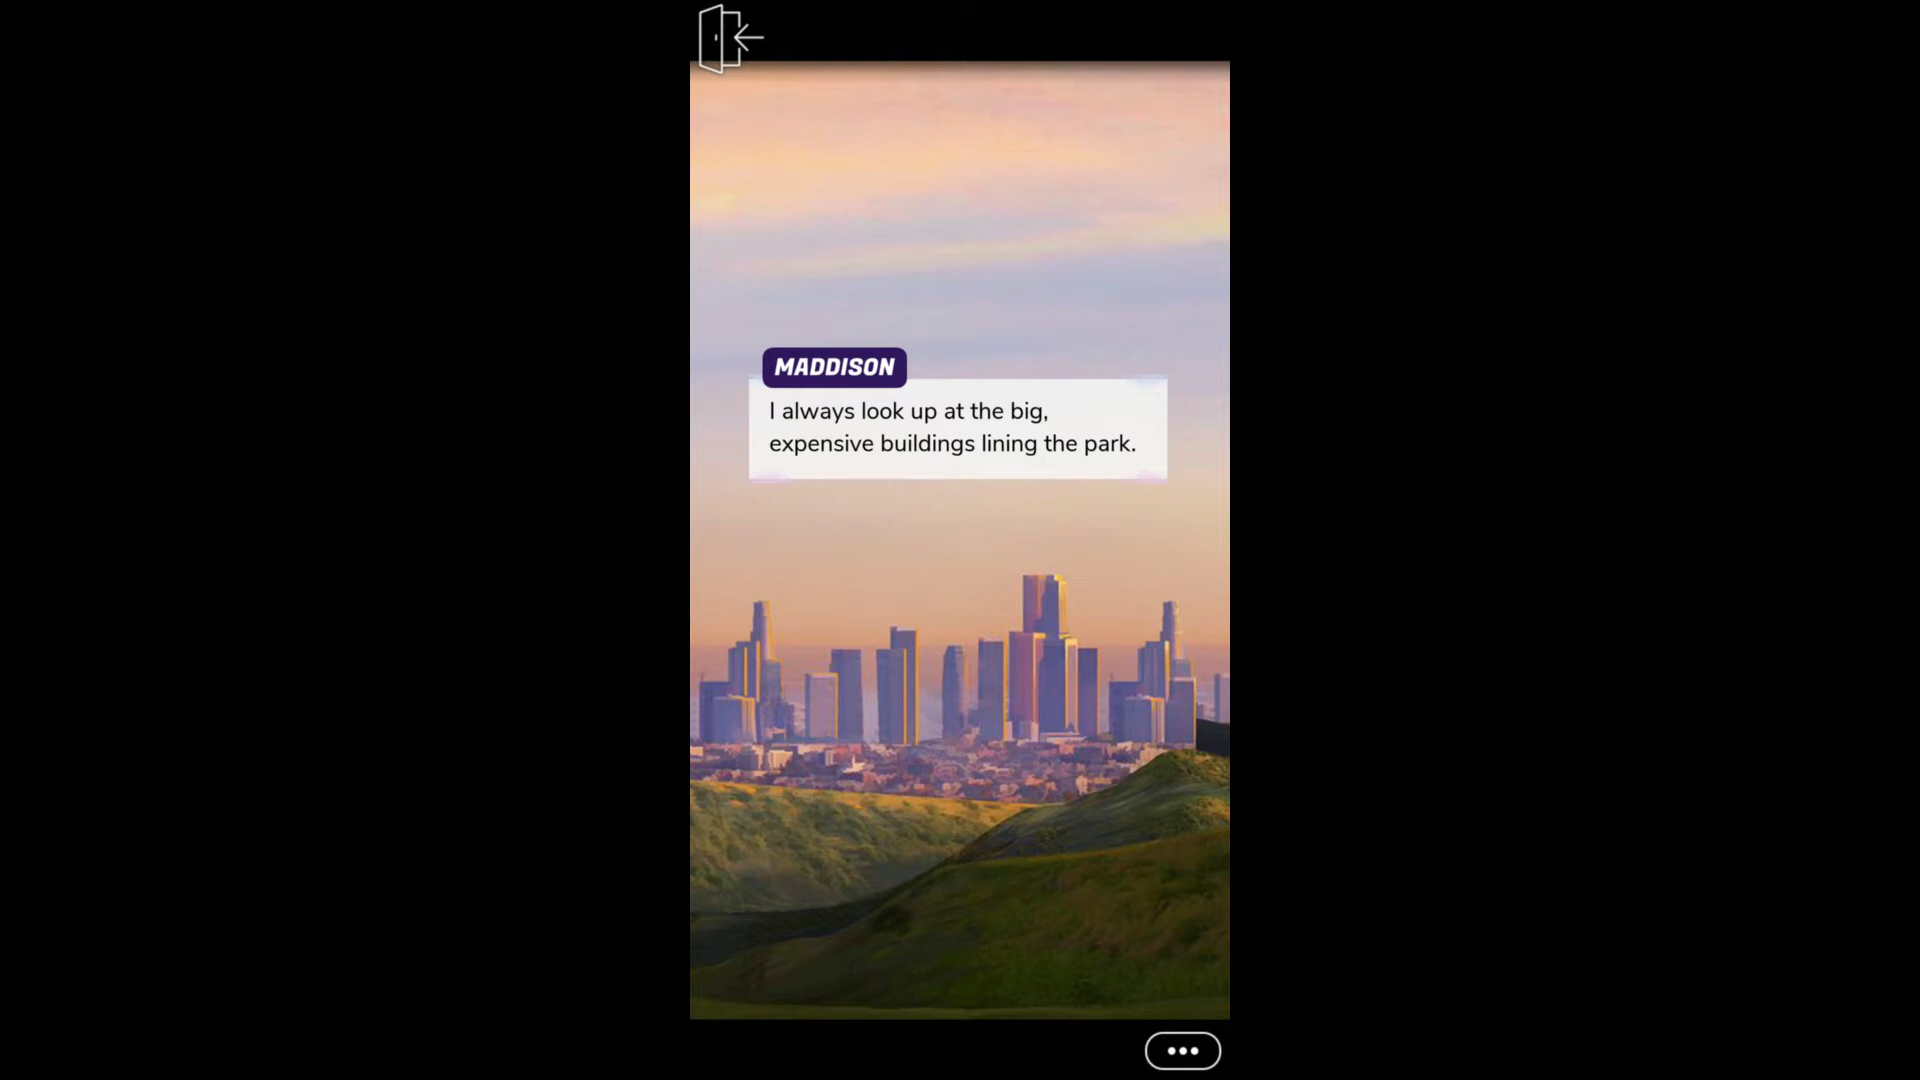 MADDISON
I always look up at the big,
expensive buildings lining the park.